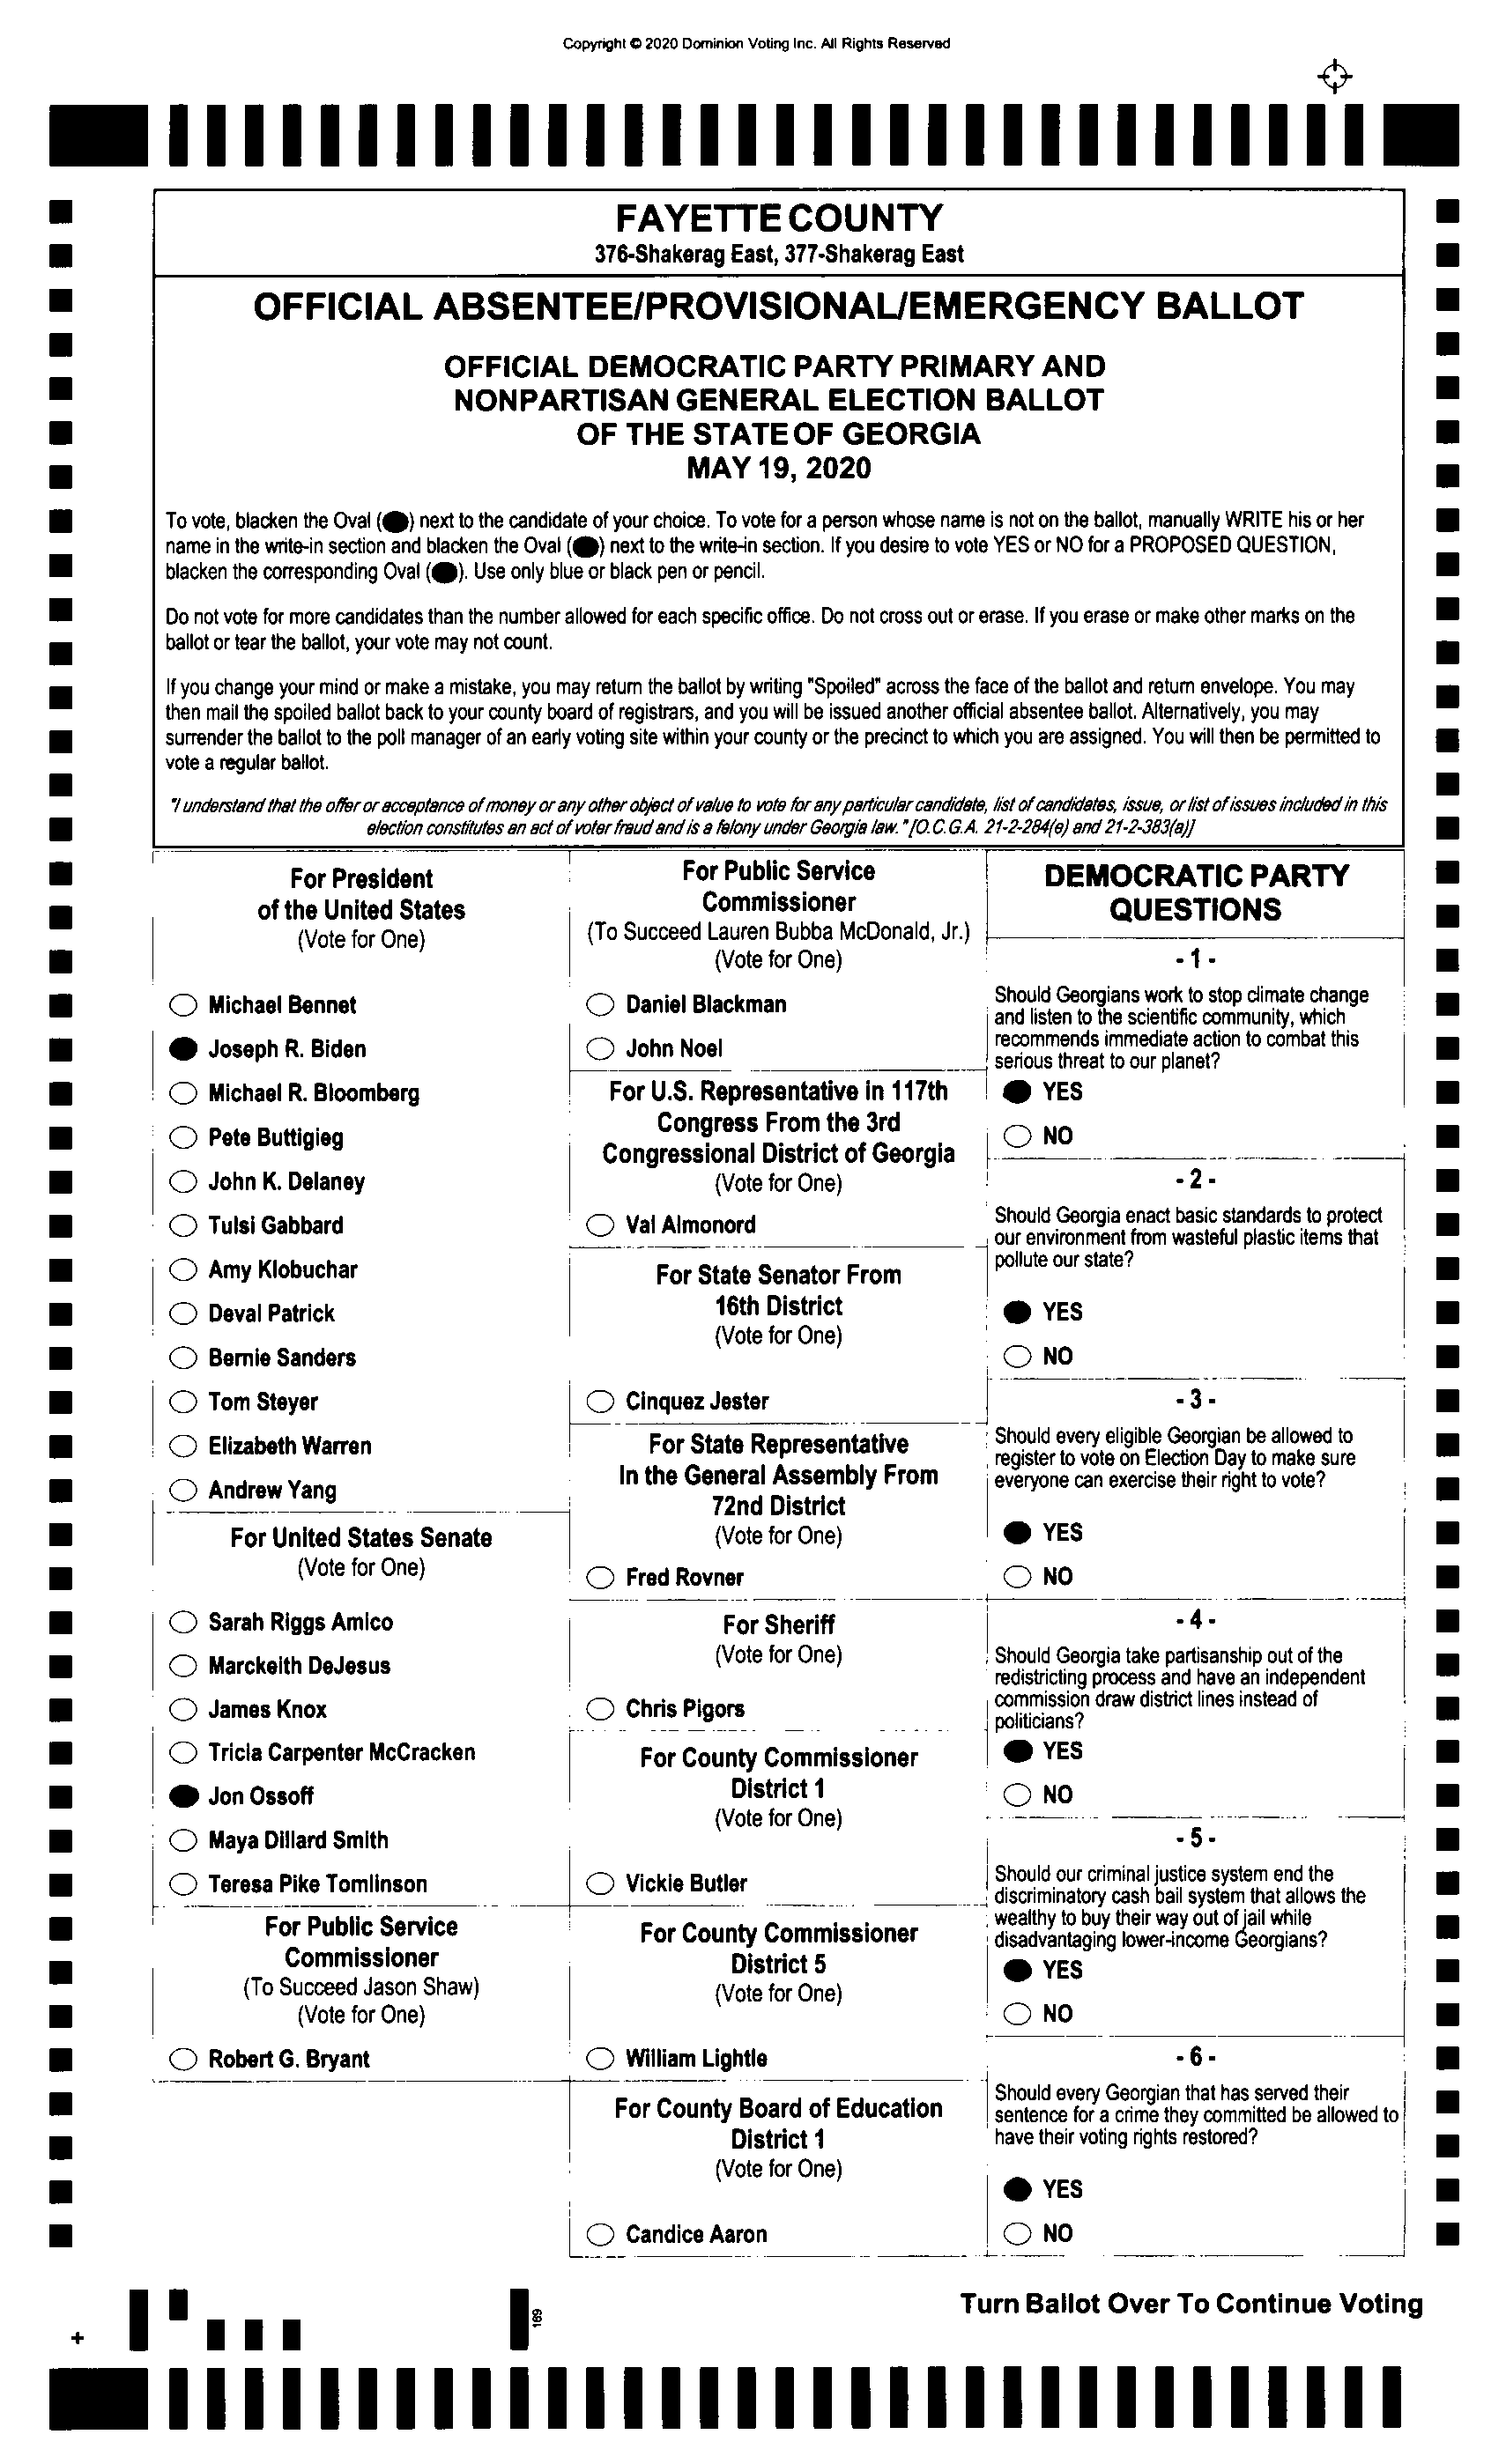 Copyright © 2020 Dominion Voting Inc. All Rights Reserved
FAYETTE COUNTY
376-Shakerag East, 377-Shakerag East
OFFICIAL ABSENTEE/PROVISIONAL/EMERGENCY BALLOT
OFFICIAL DEMOCRATIC PARTY PRIMARY AND
NONPARTISAN GENERAL ELECTION BALLOT
OF THE STATE OF GEORGIA
MAY 19, 2020
To vote, blacken the Oval (⬬) next to the candidate of your choice. To vote for a person whose name is not on the ballot, manually WRITE his or her
name in the write-in section and blacken the Oval (⬬) next to the write-in section. If you desire to vote YES or NO for a PROPOSED QUESTION,
blacken the corresponding Oval (⬬). Use only blue or black pen or pencil.
Do not vote for more candidates than the number allowed for each specific office. Do not cross out or erase. If you erase or make other marks on the
ballot or tear the ballot, your vote may not count.
If you change your mind or make a mistake, you may return the ballot by writing "Spoiled" across the face of the ballot and return envelope. You may
then mail the spoiled ballot back to your county board of registrars, and you will be issued another official absentee ballot. Alternatively, you may
surrender the ballot to the poll manager of an early voting site within your county or the precinct to which you are assigned. You will then be permitted to
vote a regular ballot.
"I understand that the offer or acceptance of money or any other object of value to vote for any particular candidate, list of candidates, issue, or list of issues included in this
election constitutes an act of voter fraud and is a felony under Georgia law." [O.C.G.A. 21-2-284(e) and 21-2-383(a)]
For President
of the United States
(Vote for One)
Michael Bennet
Joseph R. Biden
Michael R. Bloomberg
Pete Buttigieg
John K. Delaney
Tulsi Gabbard
Amy Klobuchar
Deval Patrick
Bernie Sanders
Tom Steyer
Elizabeth Warren
Andrew Yang
For United States Senate
(Vote for One)
Sarah Riggs Amico
Marckeith DeJesus
James Knox
Tricia Carpenter McCracken
Jon Ossoff
Maya Dillard Smith
Teresa Pike Tomlinson
For Public Service
Commissioner
(To Succeed Jason Shaw)
(Vote for One)
Robert G. Bryant
For Public Service
Commissioner
(To Succeed Lauren Bubba McDonald, Jr.)
(Vote for One)
Daniel Blackman
John Noel
For U.S. Representative in 117th
Congress From the 3rd
Congressional District of Georgia
(Vote for One)
Val Almonord
For State Senator From
16th District
(Vote for One)
Cinquez Jester
For State Representative
In the General Assembly From
72nd District
(Vote for One)
Fred Rovner
For Sheriff
(Vote for One)
Chris Pigors
For County Commissioner
District 1
(Vote for One)
Vickie Butler
For County Commissioner
District 5
(Vote for One)
William Lightle
For County Board of Education
District 1
(Vote for One)
Candice Aaron
DEMOCRATIC PARTY
QUESTIONS
- 1 -
Should Georgians work to stop climate change
and listen to the scientific community, which
recommends immediate action to combat this
serious threat to our planet?
YES
NO
- 2 -
Should Georgia enact basic standards to protect
our environment from wasteful plastic items that
pollute our state?
YES
NO
- 3 -
Should every eligible Georgian be allowed to
register to vote on Election Day to make sure
everyone can exercise their right to vote?
YES
NO
- 4 -
Should Georgia take partisanship out of the
redistricting process and have an independent
commission draw district lines instead of
politicians?
YES
NO
- 5 -
Should our criminal justice system end the
discriminatory cash bail system that allows the
wealthy to buy their way out of jail while
disadvantaging lower-income Georgians?
YES
NO
- 6 -
Should every Georgian that has served their
sentence for a crime they committed be allowed to
have their voting rights restored?
YES
NO
Turn Ballot Over To Continue Voting
169
+